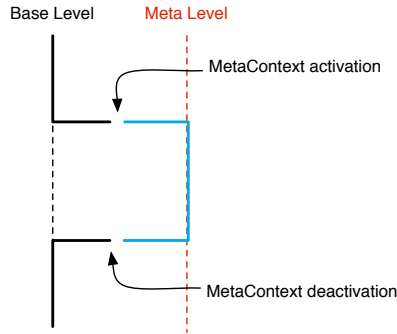 Base Level
Meta Level
MetaContext activation
MetaContext deactivation